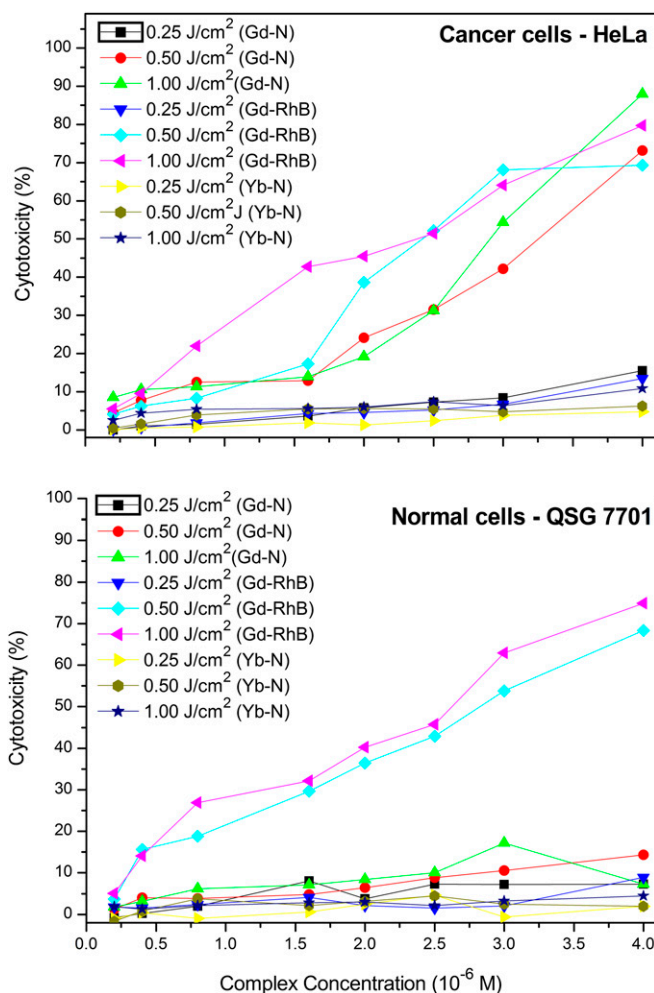 Cancer cells - HeLa
0.25 J/cm² (Gd-N)
0.50 J/cm² (Gd-N)
1.00 J/cm²(Gd-N)
0.25 J/cm² (Gd-RhB)
0.50 J/cm² (Gd-RhB)
1.00 J/cm² (Gd-RhB)
0.25 J/cm² (Yb-N)
0.50 J/cm²J (Yb-N)
1.00 J/cm² (Yb-N)
Cytotoxicity (%)
100
90
80
70
60
50
40
30
20
10
0
Normal cells - QSG 7701
0.25 J/cm² (Gd-N)
0.50 J/cm² (Gd-N)
1.00 J/cm²(Gd-N)
0.25 J/cm² (Gd-RhB)
0.50 J/cm² (Gd-RhB)
1.00 J/cm² (Gd-RhB)
0.25 J/cm² (Yb-N)
0.50 J/cm² (Yb-N)
1.00 J/cm² (Yb-N)
Cytotoxicity (%)
100
90
80
70
60
50
40
30
20
10
0
0.0 0.5 1.0 1.5 2.0 2.5 3.0 3.5 4.0
Complex Concentration (10⁻⁶ M)